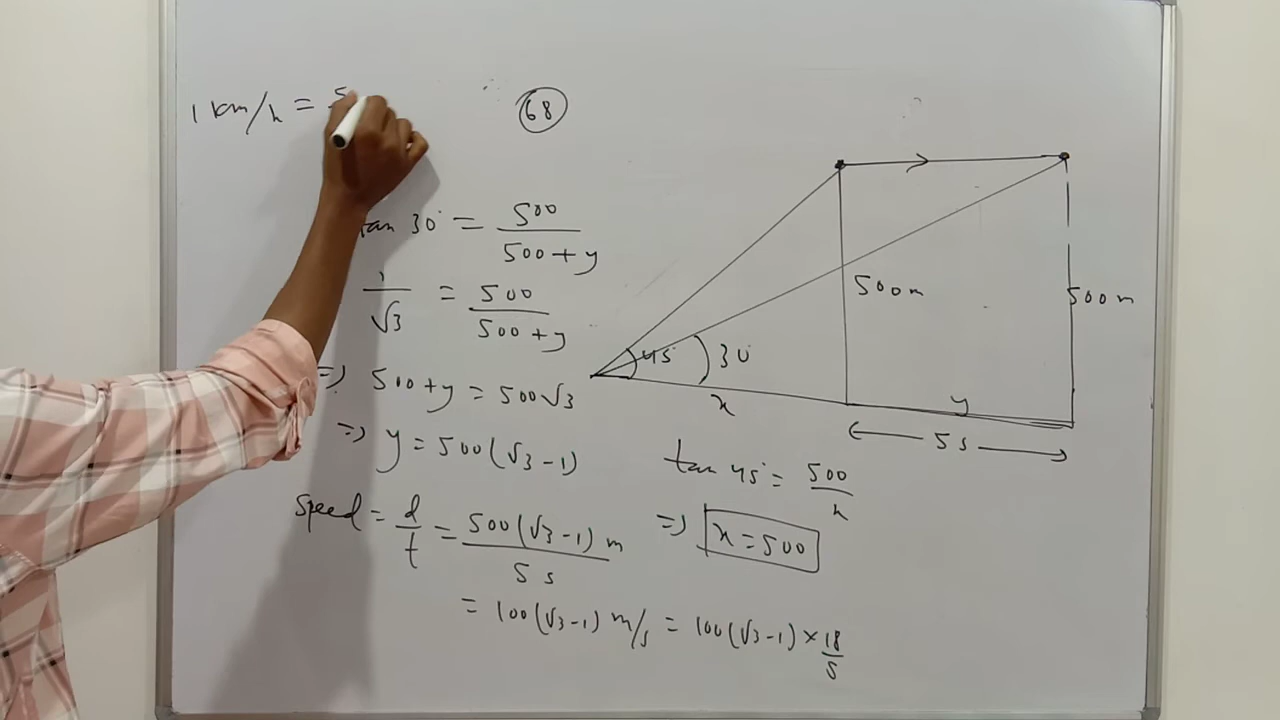 1 km/h = 5
68
tan 30° = 500/(500 + y)
1/√3 = 500/(500 + y)
⇒ 500 + y = 500√3
⇒ y = 500(√3 - 1)
Speed = d/t = 500(√3 - 1) m / 5 s
= 100(√3 - 1) m/s = 100(√3 - 1) × 18/5
500 m
500 m
45
30
x
y
5 s
tan 45° = 500/x
⇒ x = 500